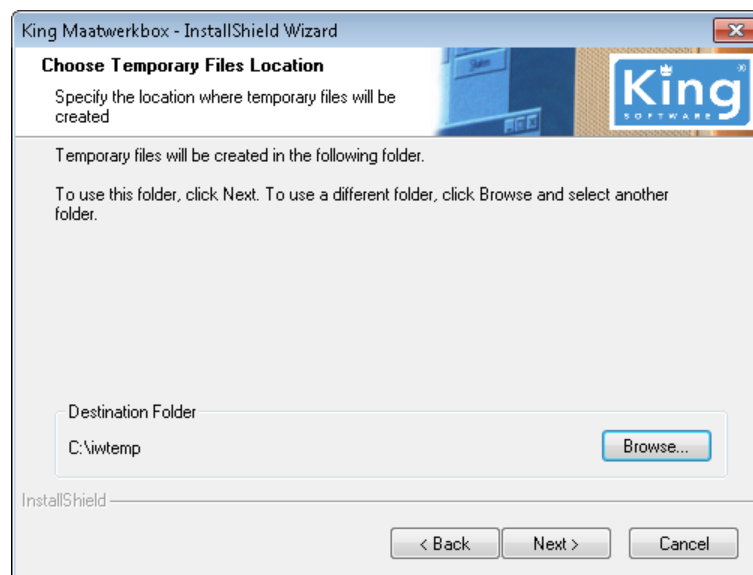 King Maatwerkbox - InstallShield Wizard
Choose Temporary Files Location
Specify the location where temporary files will be
created
King
SOFTWARE
Temporary files will be created in the following folder.
To use this folder, click Next. To use a different folder, click Browse and select another
folder.
Destination Folder
C:\iwtemp
Browse...
InstallShield
< Back
Next >
Cancel